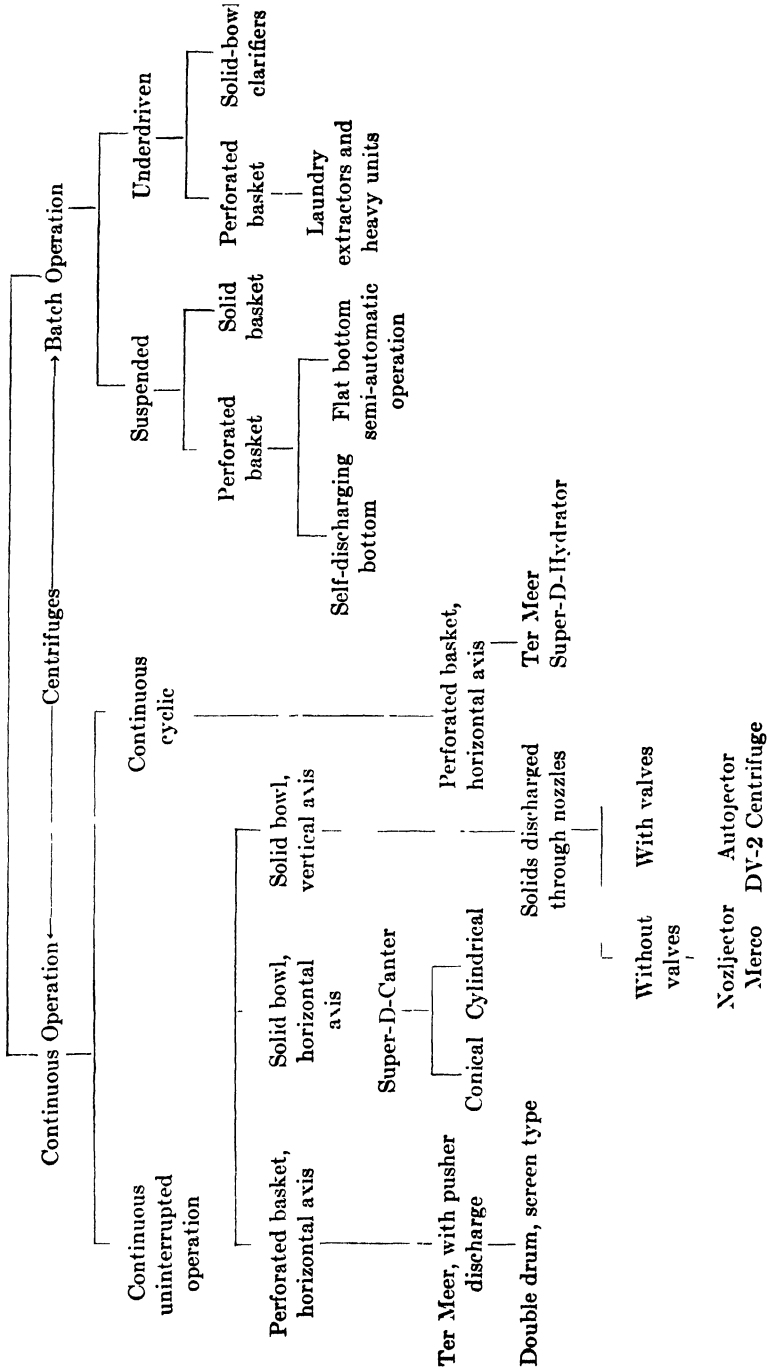 Centrifuges
Continuous Operation
Batch Operation
Continuous
uninterrupted
operation
Continuous
cyclic
Perforated basket,
horizontal axis
Solid bowl,
horizontal
axis
Solid bowl,
vertical axis
Super-D-Canter
Conical
Cylindrical
Ter Meer, with pusher
discharge
Double drum, screen type
Solids discharged
through nozzles
Without
valves
With valves
Nozljector
Merco
Autojector
DV-2 Centrifuge
Perforated basket,
horizontal axis
Ter Meer
Super-D-Hydrator
Suspended
Underdriven
Perforated
basket
Solid
basket
Self-discharging
bottom
Flat bottom
semi-automatic
operation
Perforated
basket
Solid-bowl
clarifiers
Laundry
extractors and
heavy units